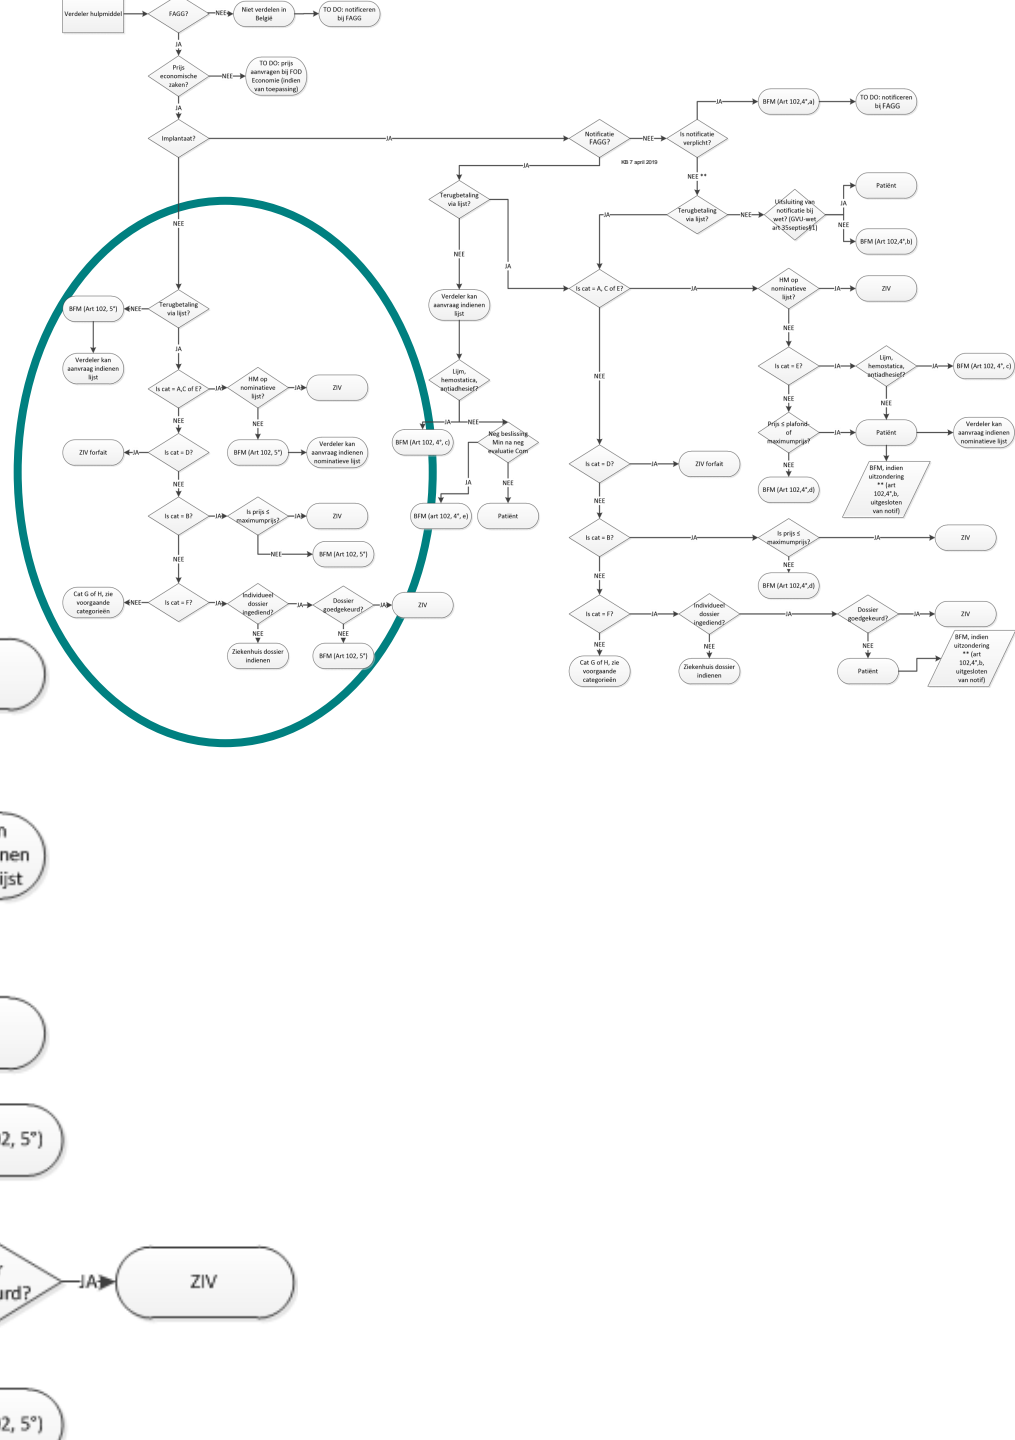 Verdeler hulpmiddel
FAGG?
NEE
Niet verdelen in
België
TO DO: notificeren
bij FAGG
JA
Prijs
economische
zaken?
NEE
TO DO: prijs
aanvragen bij FOD
Economie (indien
van toepassing)
JA
Implantaat?
JA
Notificatie
FAGG?
NEE
Is notificatie
verplicht?
JA
BFM (Art 102,4°,a)
TO DO: notificeren
bij FAGG
KB 7 april 2019
JA
NEE **
Terugbetaling
via lijst?
JA
Terugbetaling
via lijst?
NEE
Uitsluiting van
notificatie bij
wet? (GVU-wet
art 35septies§1)
JA
Patiënt
NEE
BFM (Art 102,4°,b)
NEE
NEE
JA
JA
Is cat = A, C of E?
JA
HM op
nominatieve
lijst?
JA
ZIV
Verdeler kan
aanvraag indienen
lijst
BFM (Art 102, 5°)
NEE
Terugbetaling
via lijst?
Verdeler kan
aanvraag indienen
lijst
JA
NEE
Is cat = E?
JA
Lijm,
hemostatica,
antiadhesief?
JA
BFM (Art 102, 4°, c)
Lijm,
hemostatica,
antiadhesief?
NEE
Is cat = A,C of E?
JA
HM op
nominatieve
lijst?
JA
ZIV
NEE
NEE
NEE
NEE
JA
NEE
Prijs ≤ plafond-
of
maximumprijs?
JA
Patiënt
Verdeler kan
aanvraag indienen
nominatieve lijst
BFM (Art 102, 4°, c)
Neg beslissing
Min na neg
evaluatie Com
ZIV forfait
JA
Is cat = D?
BFM (Art 102, 5°)
Verdeler kan
aanvraag indienen
nominatieve lijst
Is cat = D?
JA
ZIV forfait
NEE
BFM (Art 102,4°,d)
BFM, indien
uitzondering
** (art
102,4°,b,
uitgesloten
van notif)
NEE
JA
NEE
NEE
Is cat = B?
JA
Is prijs ≤
maximumprijs?
JA
ZIV
BFM (art 102, 4°, e)
Patiënt
NEE
BFM (Art 102, 5°)
Is cat = B?
JA
Is prijs ≤
maximumprijs?
JA
ZIV
NEE
NEE
NEE
BFM (Art 102,4°,d)
Cat G of H, zie
voorgaande
categorieën
NEE
Is cat = F?
JA
Individueel
dossier
ingediend?
JA
Dossier
goedgekeurd?
JA
ZIV
Is cat = F?
JA
Individueel
dossier
ingediend?
JA
Dossier
goedgekeurd?
JA
ZIV
NEE
Ziekenhuis dossier
indienen
NEE
BFM (Art 102, 5°)
NEE
Cat G of H, zie
voorgaande
categorieën
NEE
Ziekenhuis dossier
indienen
NEE
Patiënt
BFM, indien
uitzondering
** (art
102,4°,b,
uitgesloten
van notif)
n
nen
ijst
02, 5°)
r
urd?
JA
ZIV
02, 5°)